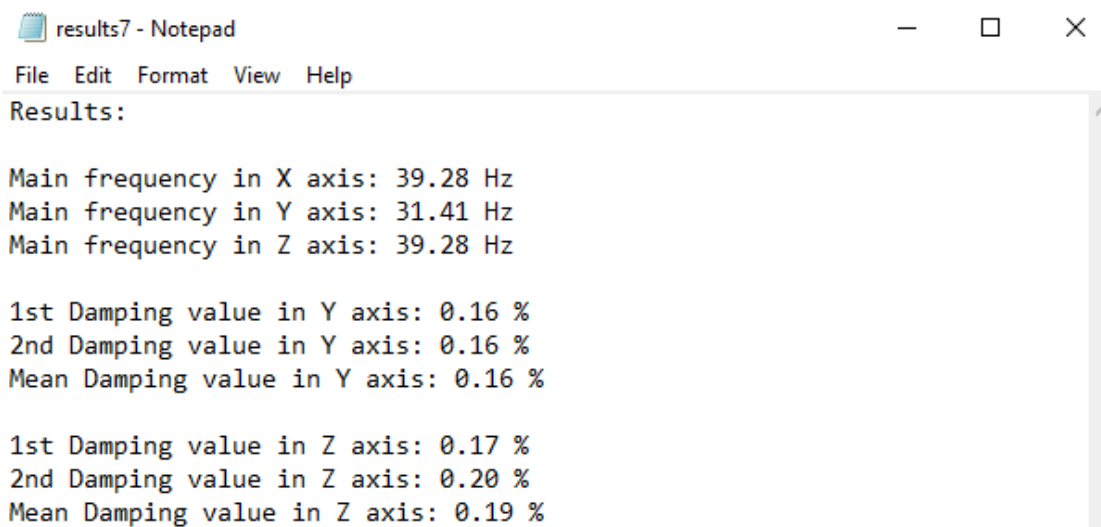 results7 - Notepad
File Edit Format View Help
Results:
Main frequency in X axis: 39.28 Hz
Main frequency in Y axis: 31.41 Hz
Main frequency in Z axis: 39.28 Hz
1st Damping value in Y axis: 0.16 %
2nd Damping value in Y axis: 0.16 %
Mean Damping value in Y axis: 0.16 %
1st Damping value in Z axis: 0.17 %
2nd Damping value in Z axis: 0.20 %
Mean Damping value in Z axis: 0.19 %